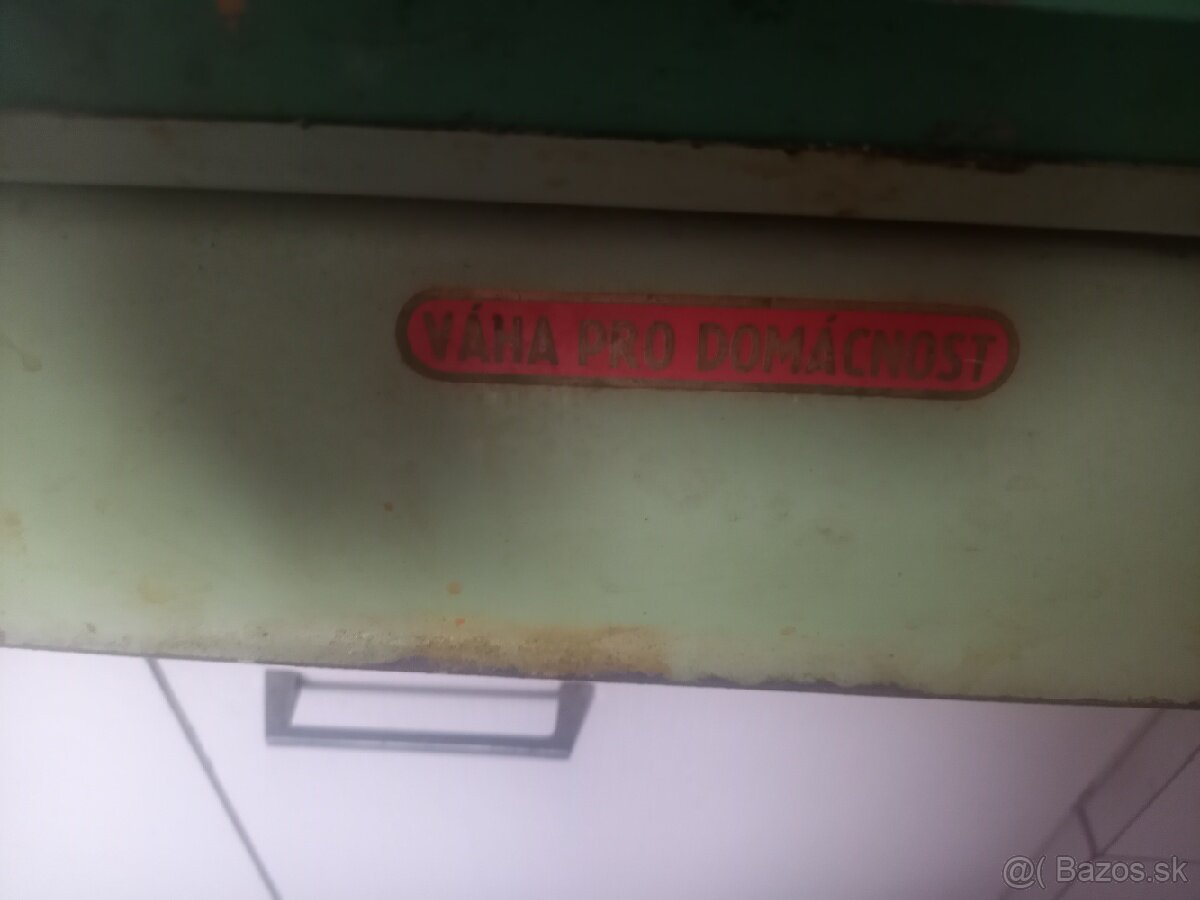 VÁHA PRO DOMÁCNOST
@( Bazos.sk